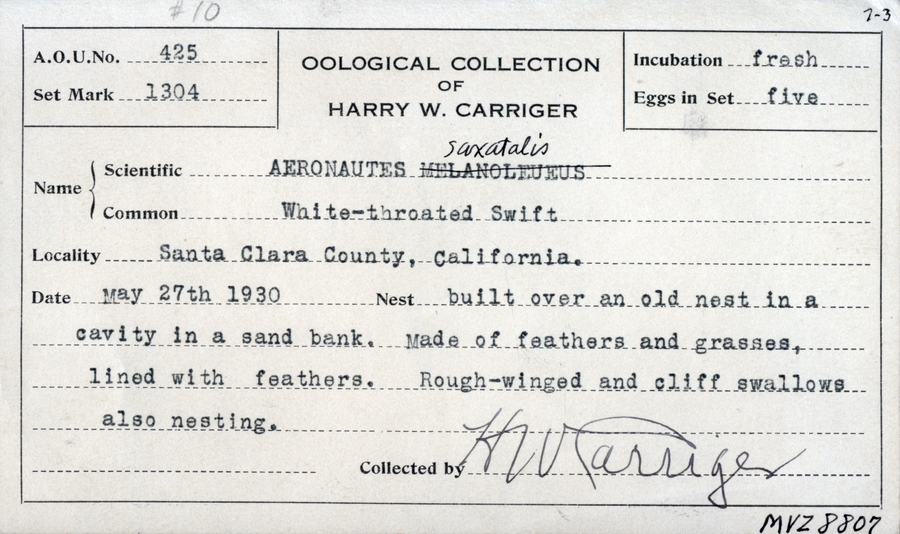 #10
7-3
A.O.U.No. 425
Set Mark 1304
OOLOGICAL COLLECTION
OF
HARRY W. CARRIGER
Incubation fresh
Eggs in Set five
saxatalis
Name
Scientific AERONAUTES MELANOLEUEUS
Common White-throated Swift
Locality Santa Clara County, California.
Date May 27th 1930 Nest built over an old nest in a
cavity in a sand bank. Made of feathers and grasses,
lined with feathers. Rough-winged and cliff swallows
also nesting.
Collected by HW Carriger
MVZ 8807